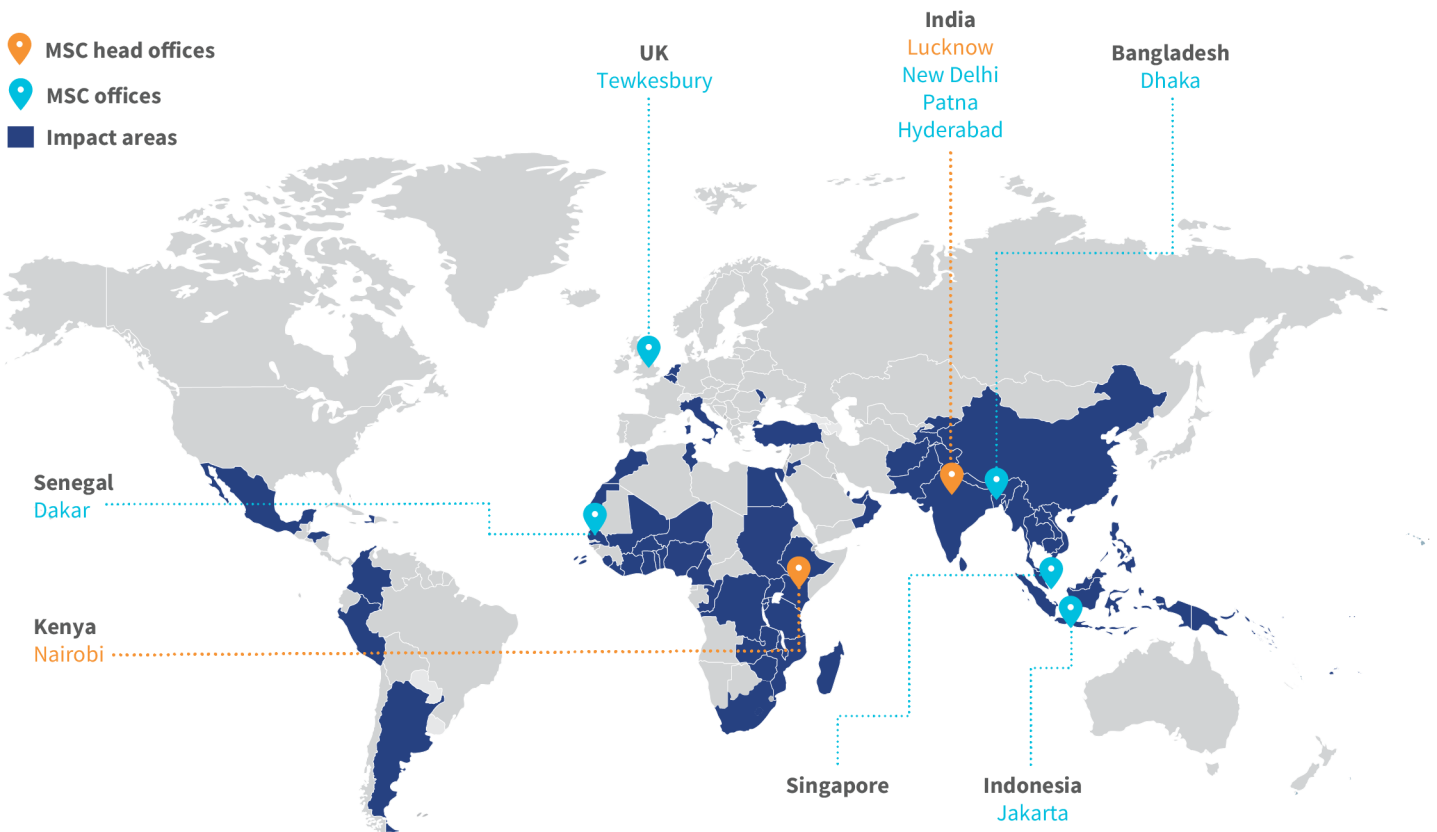 MSC head offices
MSC offices
Impact areas
UK
Tewkesbury
India
Lucknow
New Delhi
Patna
Hyderabad
Bangladesh
Dhaka
Senegal
Dakar
Kenya
Nairobi
Singapore
Indonesia
Jakarta